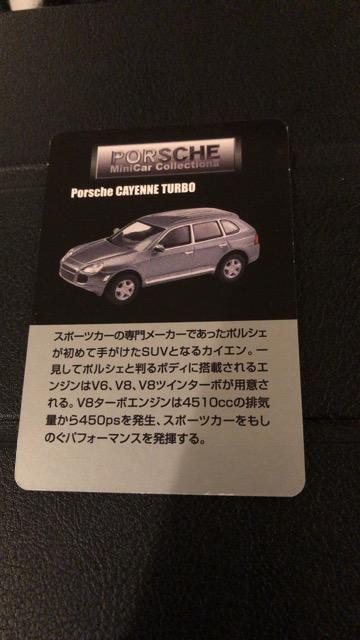 PORSCHE
MiniCar Collection
Porsche CAYENNE TURBO
スポーツカーの専門メーカーであったポルシェ
が初めて手がけたSUVとなるカイエン。一
見してポルシェと判るボディに搭載されるエ
ンジンはV6、V8、V8ツインターボが用意さ
れる。V8ターボエンジンは4510ccの排気
量から450psを発生、スポーツカーをもし
のぐパフォーマンスを発揮する。